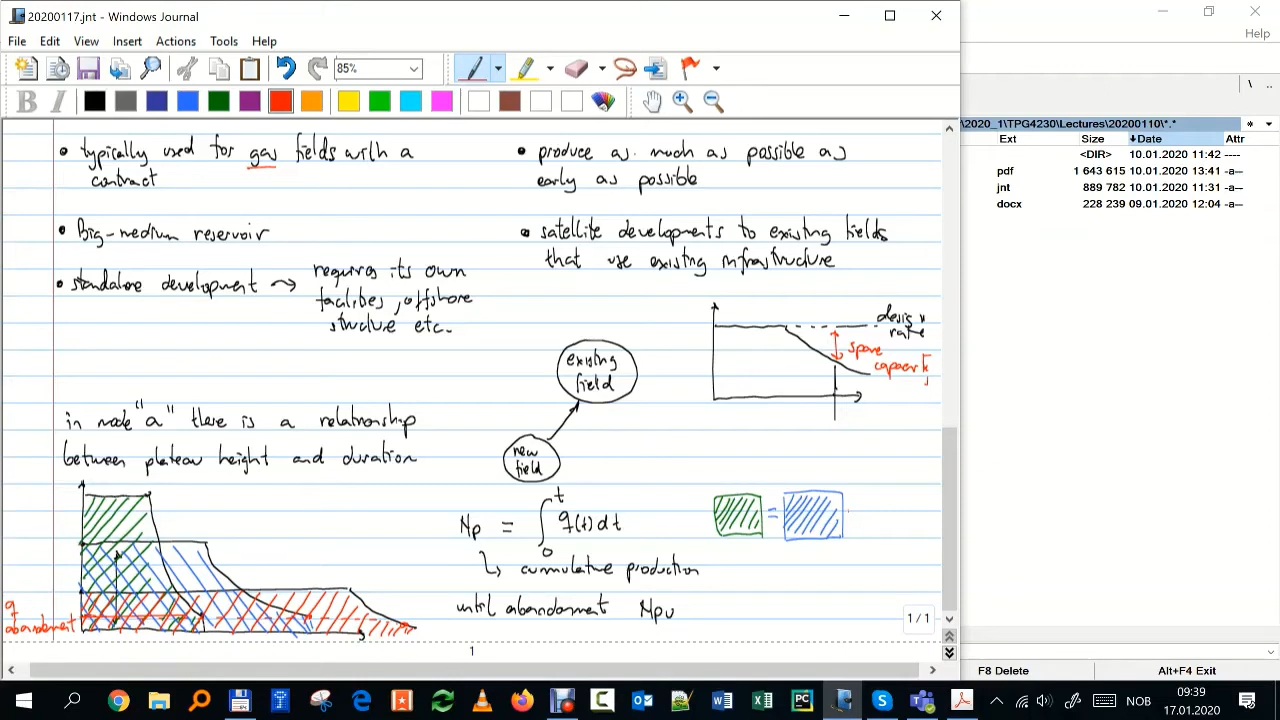 20200117.jnt - Windows Journal
Help
File Edit View Insert Actions Tools Help
85%
\ ..
\2020_1\TPG4230\Lectures\20200110\*.*
* 
Ext Size Date Attr
<DIR> 10.01.2020 11:42 ----
pdf 1 643 615 10.01.2020 13:41 -a--
jnt 889 782 10.01.2020 11:31 -a--
docx 228 239 09.01.2020 12:04 -a--
• typically used for gas fields with a
contract
• Big-medium reservoir
• standalone development → requires its own
facilities, offshore
structure etc.
• produce as much as possible as
early as possible
• satellite developments to existing fields
that use existing infrastructure
design
rate
spare
capacity
existing
field
new
field
in mode "a" there is a relationship
between plateau height and duration
q
abandonment
Np = ∫ q(t) dt
t
0
↳ cumulative production
until abandonment Npu
=
1 / 1
1
F8 Delete Alt+F4 Exit
NOB
09:39
17.01.2020